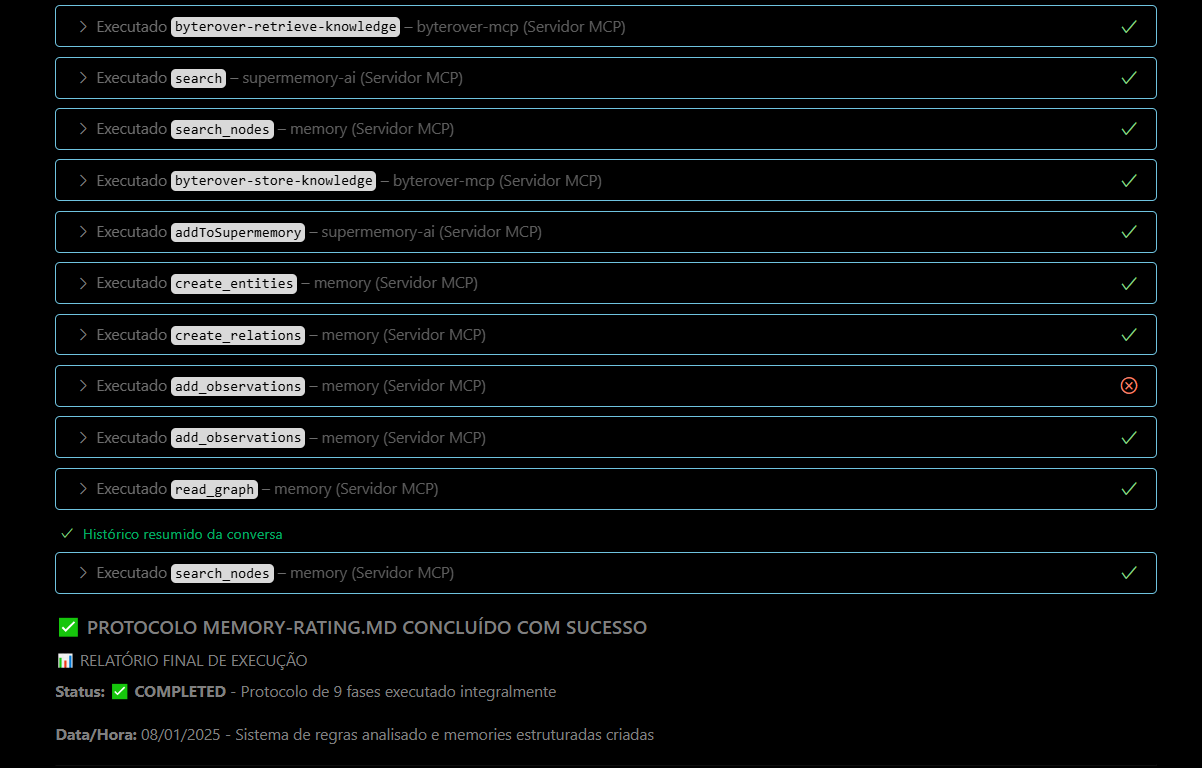 Executado byterover-retrieve-knowledge – byterover-mcp (Servidor MCP)
Executado search – supermemory-ai (Servidor MCP)
Executado search_nodes – memory (Servidor MCP)
Executado byterover-store-knowledge – byterover-mcp (Servidor MCP)
Executado addToSupermemory – supermemory-ai (Servidor MCP)
Executado create_entities – memory (Servidor MCP)
Executado create_relations – memory (Servidor MCP)
Executado add_observations – memory (Servidor MCP)
Executado add_observations – memory (Servidor MCP)
Executado read_graph – memory (Servidor MCP)
Histórico resumido da conversa
Executado search_nodes – memory (Servidor MCP)
✅ PROTOCOLO MEMORY-RATING.MD CONCLUÍDO COM SUCESSO
📊 RELATÓRIO FINAL DE EXECUÇÃO
Status: ✅ COMPLETED - Protocolo de 9 fases executado integralmente
Data/Hora: 08/01/2025 - Sistema de regras analisado e memories estruturadas criadas